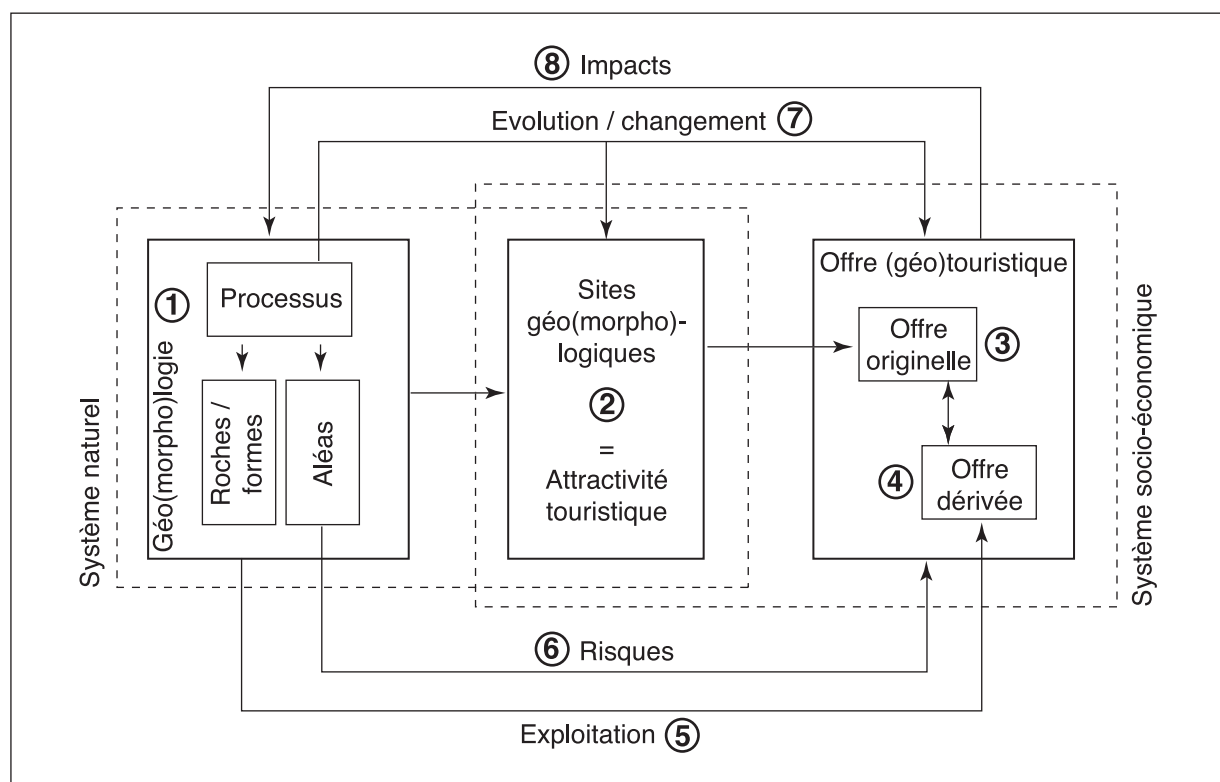 ⑧ Impacts
Evolution / changement ⑦
Système naturel
Géo(morpho)logie ①
Processus
Roches /
formes
Aléas
Sites
géo(morpho)-
logiques
②
=
Attractivité
touristique
Offre (géo)touristique
Offre
originelle
③
④
Offre
dérivée
Système socio-économique
⑥ Risques
Exploitation ⑤